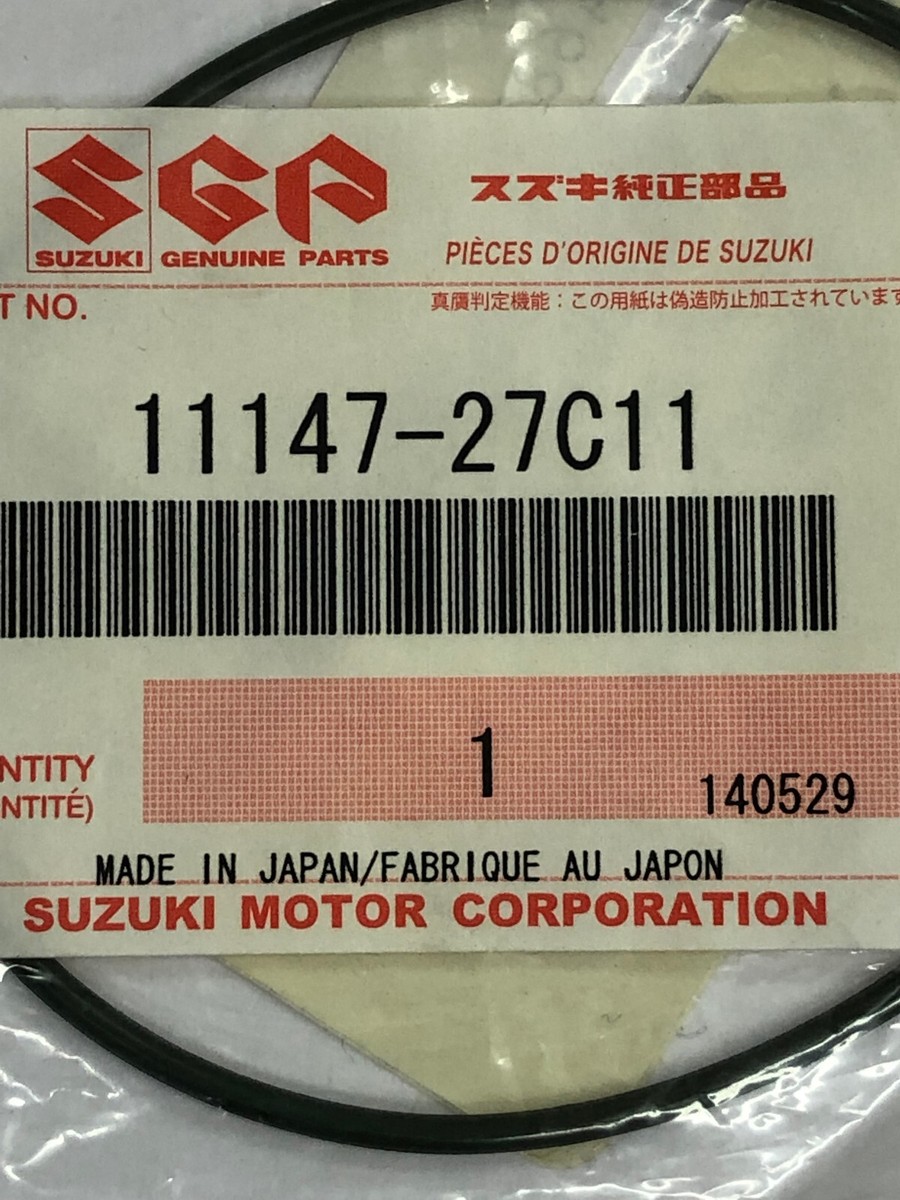 SGP
スズキ純正部品
SUZUKI GENUINE PARTS
PIÈCES D'ORIGINE DE SUZUKI
T NO.
真贋判定機能：この用紙は偽造防止加工されています
11147-27C11
1
NTITY
NTITÉ)
140529
MADE IN JAPAN/FABRIQUE AU JAPON
SUZUKI MOTOR CORPORATION